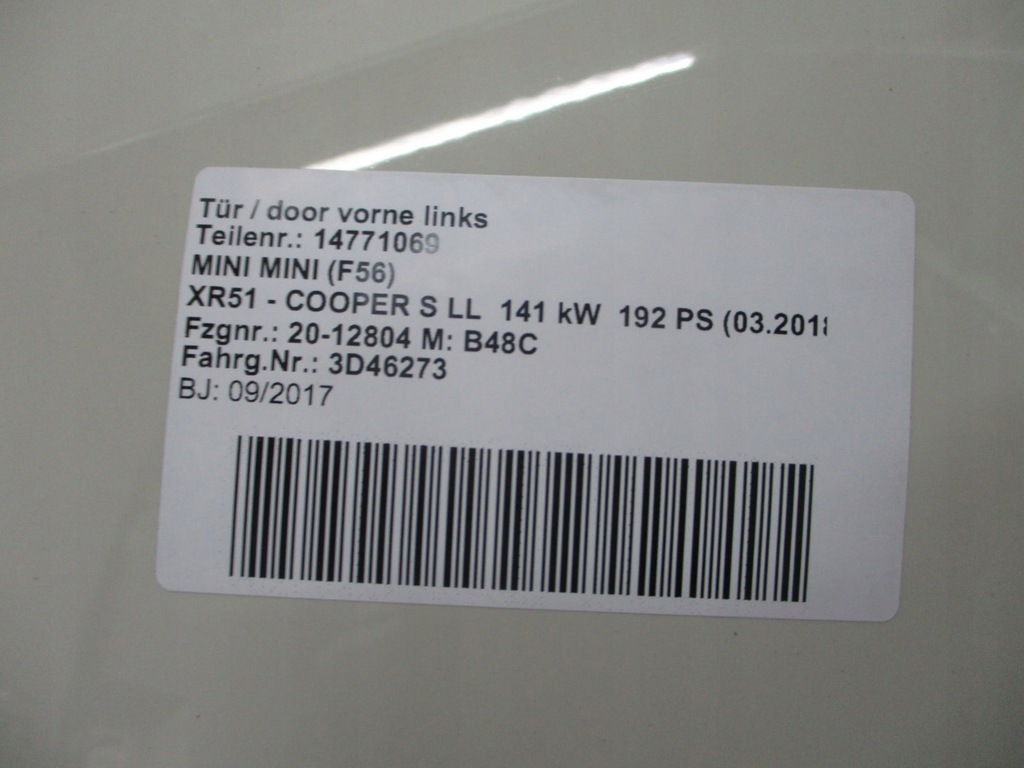 Tür / door vorne links
Teilenr.: 14771069
MINI MINI (F56)
XR51 - COOPER S LL 141 kW 192 PS (03.2018
Fzgnr.: 20-12804 M: B48C
Fahrg.Nr.: 3D46273
BJ: 09/2017